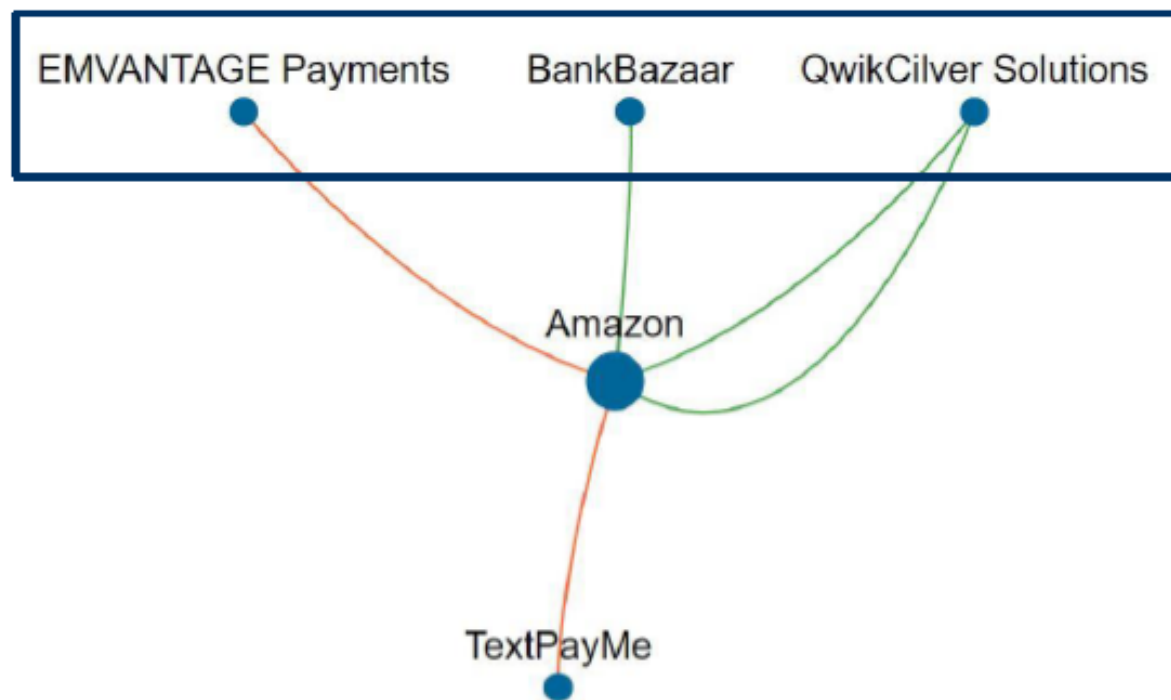 EMVANTAGE Payments
BankBazaar
QwikCilver Solutions
Amazon
TextPayMe